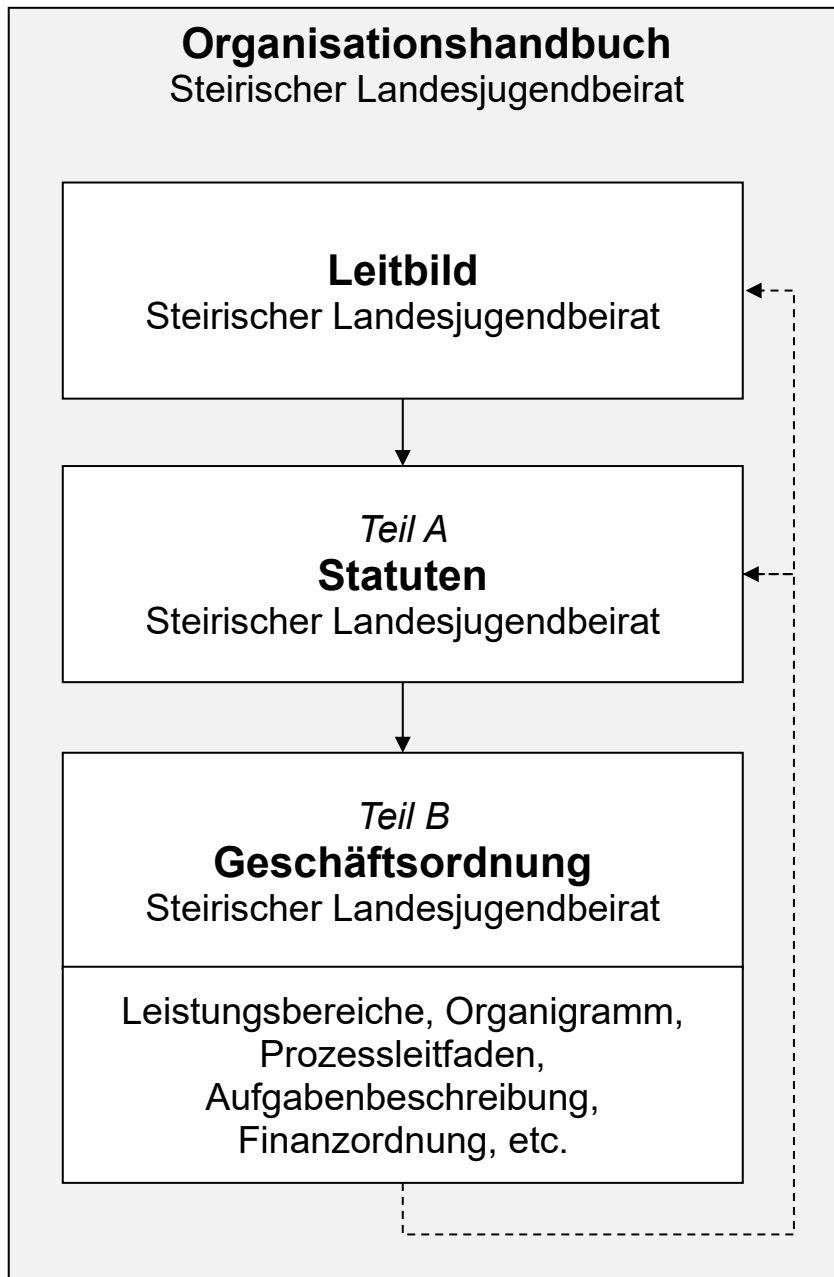 Organisationshandbuch
Steirischer Landesjugendbeirat
Leitbild
Steirischer Landesjugendbeirat
Teil A
Statuten
Steirischer Landesjugendbeirat
Teil B
Geschäftsordnung
Steirischer Landesjugendbeirat
Leistungsbereiche, Organigramm,
Prozessleitfaden,
Aufgabenbeschreibung,
Finanzordnung, etc.